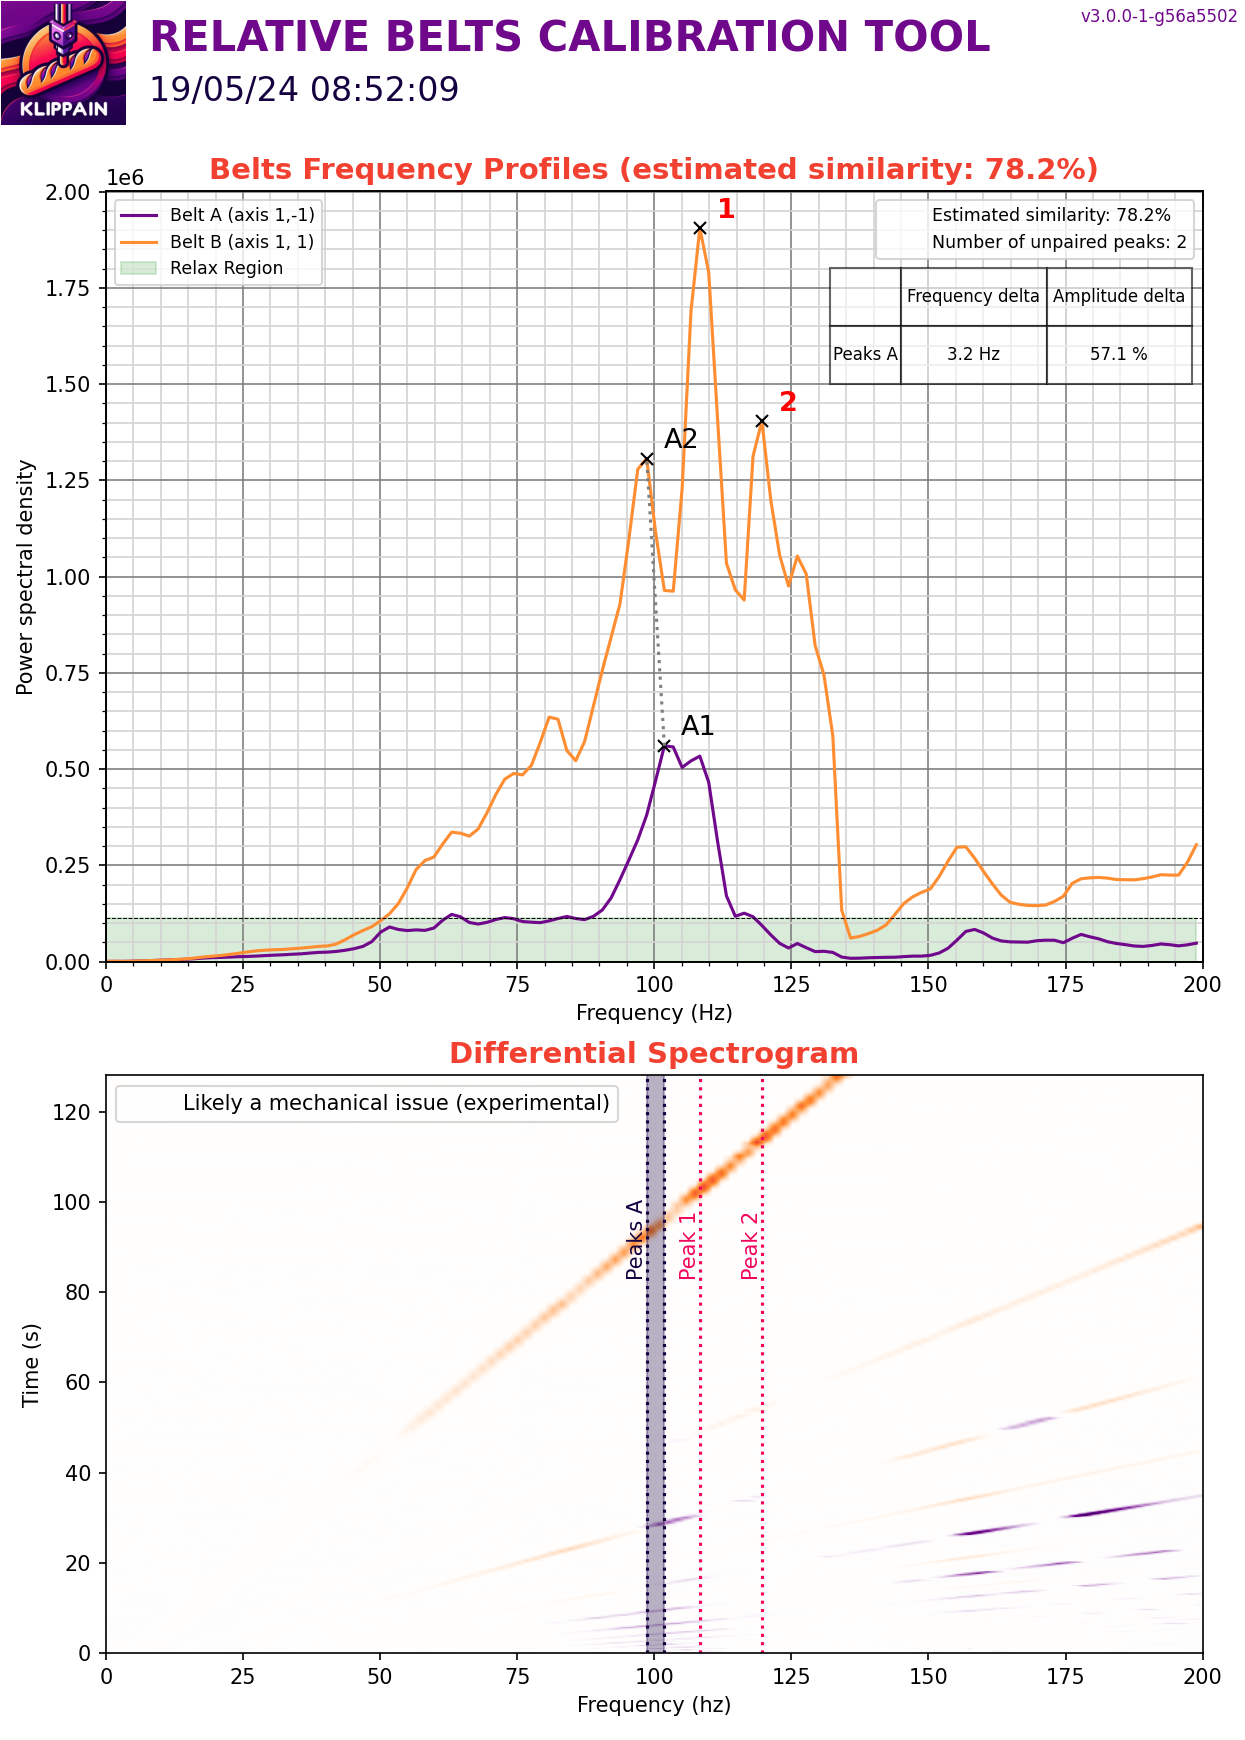 v3.0.0-1-g56a5502
RELATIVE BELTS CALIBRATION TOOL
19/05/24 08:52:09
KLIPPAIN
Belts Frequency Profiles (estimated similarity: 78.2%)
1e6
Belt A (axis 1,-1)
Belt B (axis 1, 1)
Relax Region
Estimated similarity: 78.2%
Number of unpaired peaks: 2
Frequency delta Amplitude delta
Peaks A 3.2 Hz 57.1 %
1
2
A2
A1
Power spectral density
2.00
1.75
1.50
1.25
1.00
0.75
0.50
0.25
0.00
0 25 50 75 100 125 150 175 200
Frequency (Hz)
Differential Spectrogram
Likely a mechanical issue (experimental)
Peaks A
Peak 1
Peak 2
Time (s)
120
100
80
60
40
20
0
0 25 50 75 100 125 150 175 200
Frequency (hz)